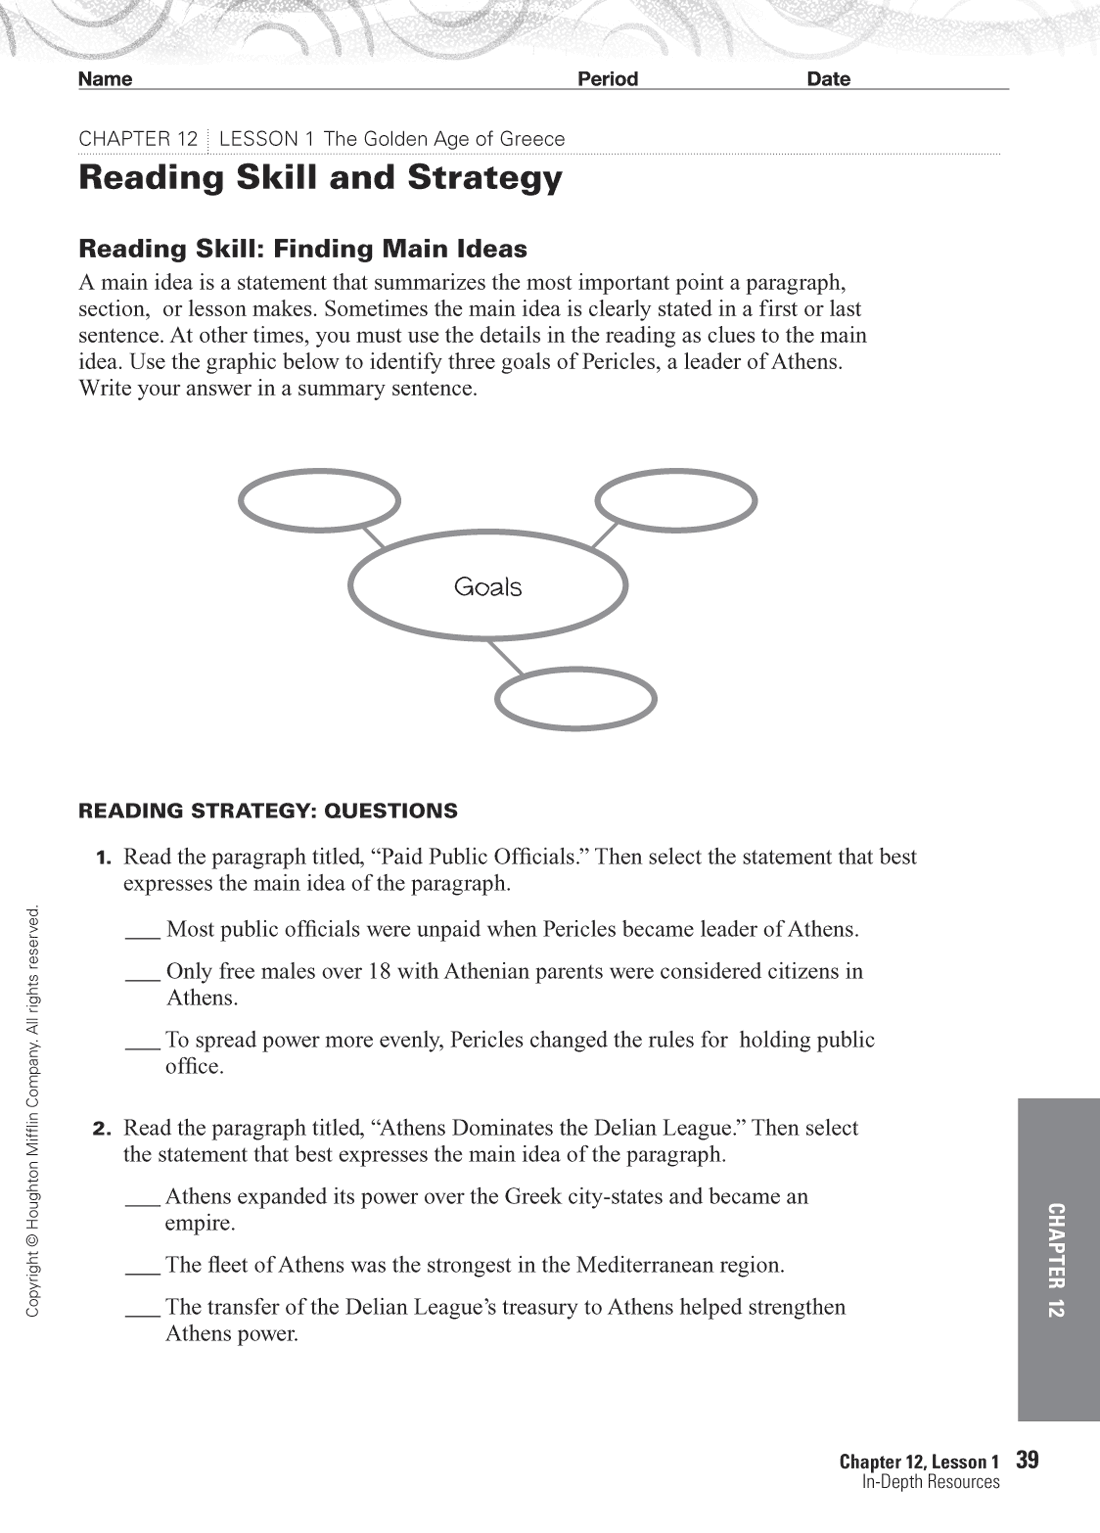 Name Period Date
CHAPTER 12 LESSON 1 The Golden Age of Greece
Reading Skill and Strategy
Reading Skill: Finding Main Ideas
A main idea is a statement that summarizes the most important point a paragraph,
section, or lesson makes. Sometimes the main idea is clearly stated in a first or last
sentence. At other times, you must use the details in the reading as clues to the main
idea. Use the graphic below to identify three goals of Pericles, a leader of Athens.
Write your answer in a summary sentence.
Goals
READING STRATEGY: QUESTIONS
1. Read the paragraph titled, “Paid Public Officials.” Then select the statement that best
expresses the main idea of the paragraph.
___ Most public officials were unpaid when Pericles became leader of Athens.
___ Only free males over 18 with Athenian parents were considered citizens in
Athens.
___ To spread power more evenly, Pericles changed the rules for holding public
office.
2. Read the paragraph titled, “Athens Dominates the Delian League.” Then select
the statement that best expresses the main idea of the paragraph.
___ Athens expanded its power over the Greek city-states and became an
empire.
___ The fleet of Athens was the strongest in the Mediterranean region.
___ The transfer of the Delian League’s treasury to Athens helped strengthen
Athens power.
Copyright © Houghton Mifflin Company. All rights reserved.
CHAPTER 12
Chapter 12, Lesson 1 39
In-Depth Resources